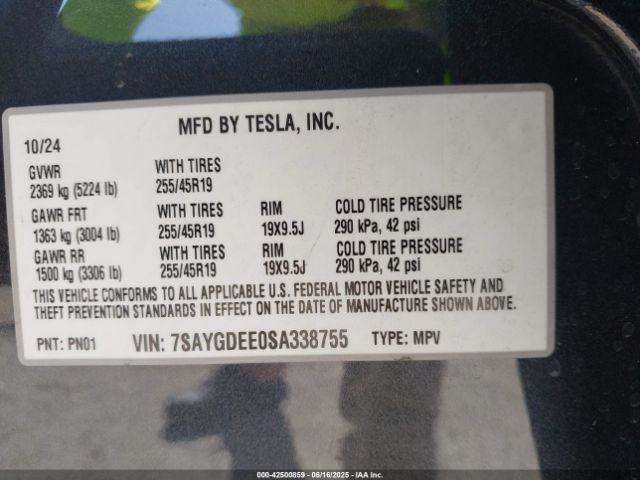 MFD BY TESLA, INC.
10/24
GVWR WITH TIRES
2369 kg (5224 lb) 255/45R19
GAWR FRT WITH TIRES RIM COLD TIRE PRESSURE
1363 kg (3004 lb) 255/45R19 19X9.5J 290 kPa, 42 psi
GAWR RR WITH TIRES RIM COLD TIRE PRESSURE
1500 kg (3306 lb) 255/45R19 19X9.5J 290 kPa, 42 psi
THIS VEHICLE CONFORMS TO ALL APPLICABLE U.S. FEDERAL MOTOR VEHICLE SAFETY AND
THEFT PREVENTION STANDARDS IN EFFECT ON THE DATE OF MANUFACTURE SHOWN ABOVE.
PNT: PN01 VIN: 7SAYGDEE0SA338755 TYPE: MPV
000-42500859 - 06/16/2025 - IAA Inc.